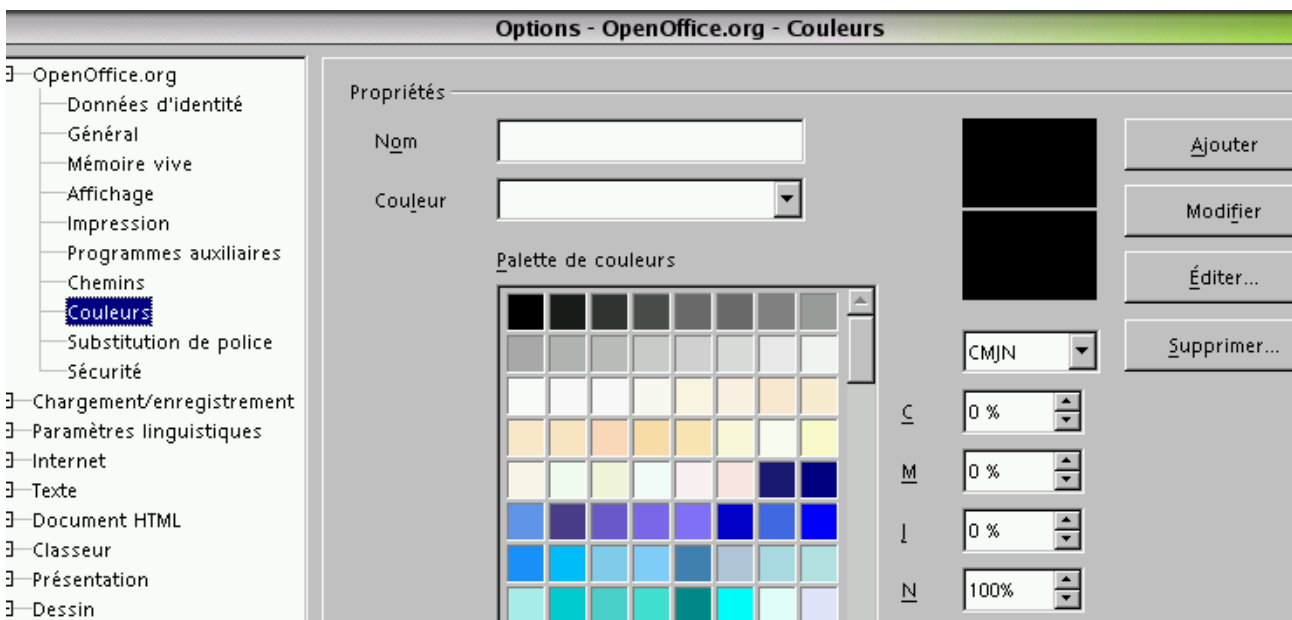 Options - OpenOffice.org - Couleurs
OpenOffice.org
Données d'identité
Général
Mémoire vive
Affichage
Impression
Programmes auxiliaires
Chemins
Couleurs
Substitution de police
Sécurité
Chargement/enregistrement
Paramètres linguistiques
Internet
Texte
Document HTML
Classeur
Présentation
Dessin
Propriétés
Nom
Couleur
Palette de couleurs
CMJN
C 0 %
M 0 %
J 0 %
N 100%
Ajouter
Modifier
Éditer...
Supprimer...